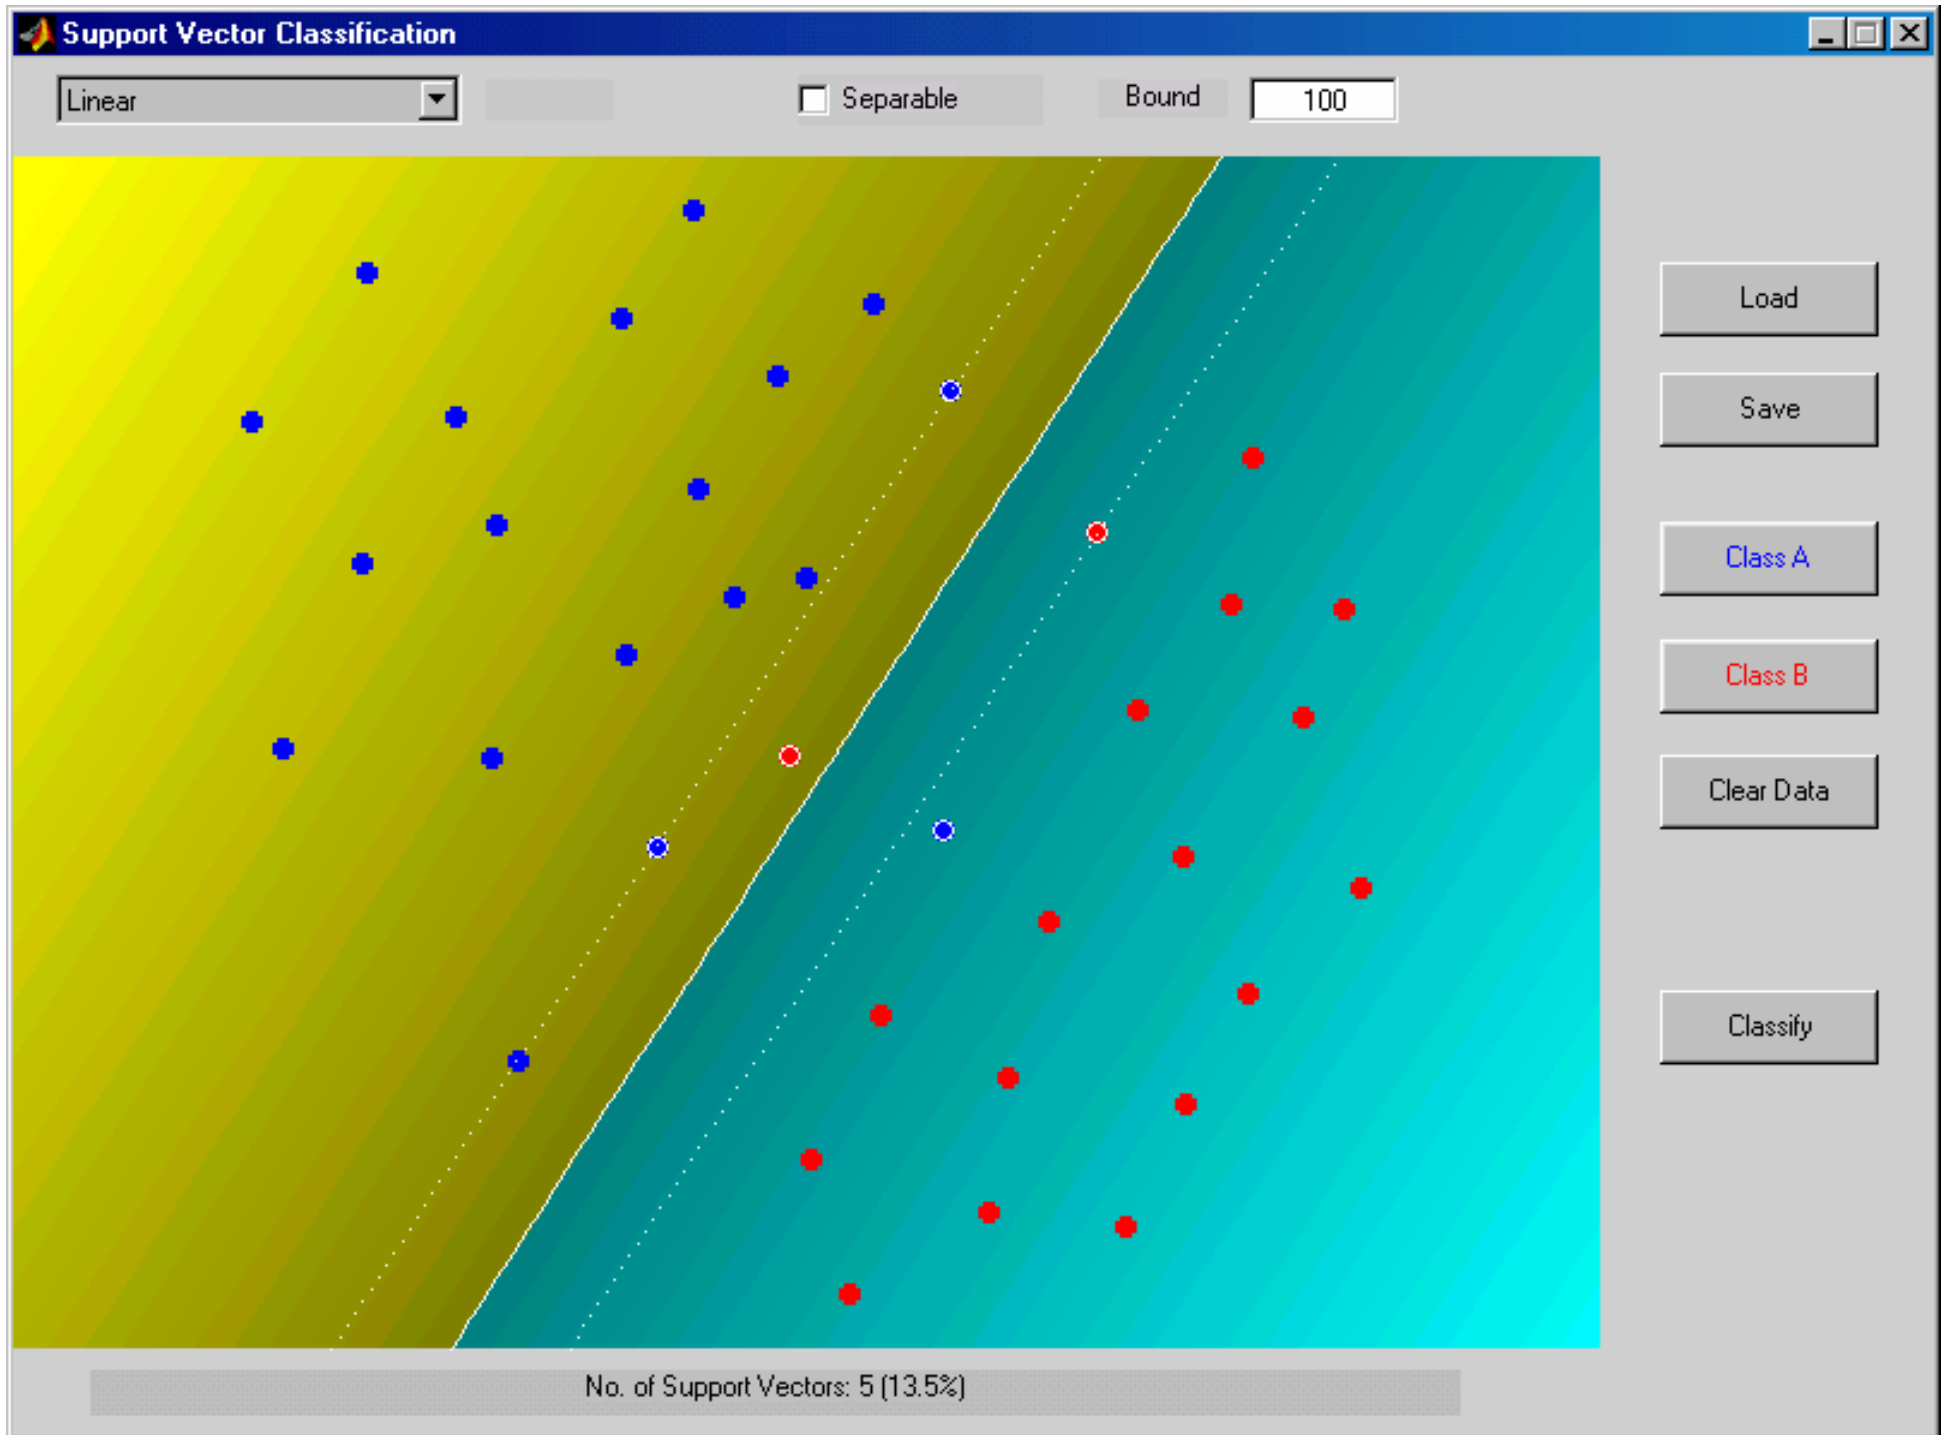 Support Vector Classification
Linear
Separable
Bound
100
Load
Save
Class A
Class B
Clear Data
Classify
No. of Support Vectors: 5 (13.5%)